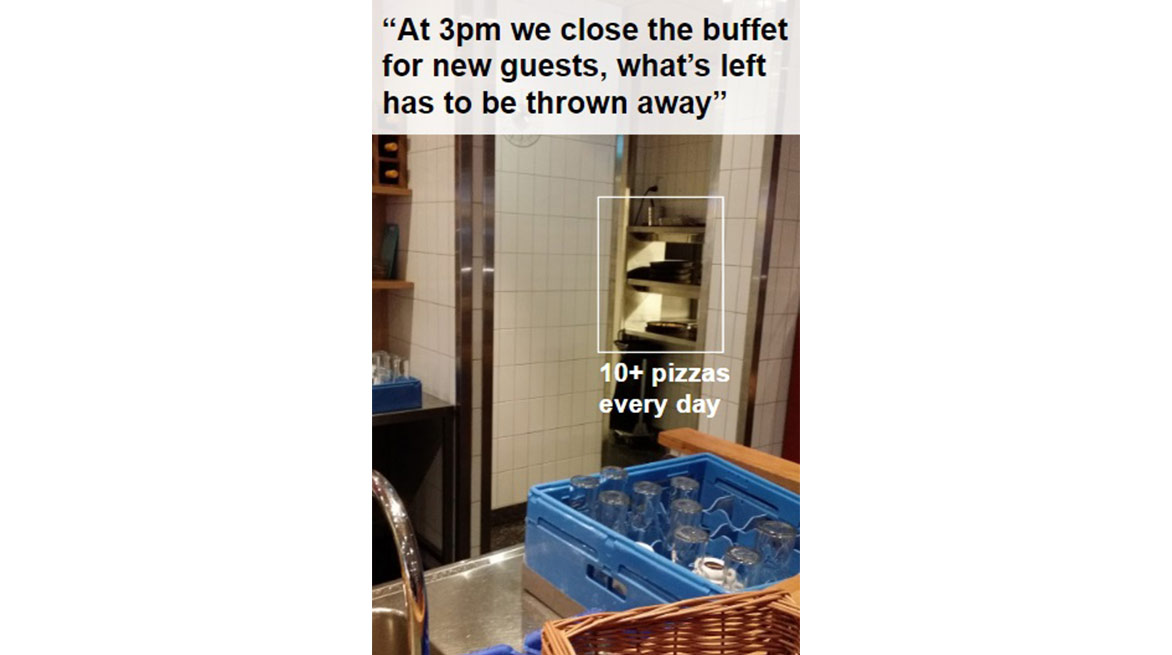 “At 3pm we close the buffet
for new guests, what’s left
has to be thrown away”
10+ pizzas
every day